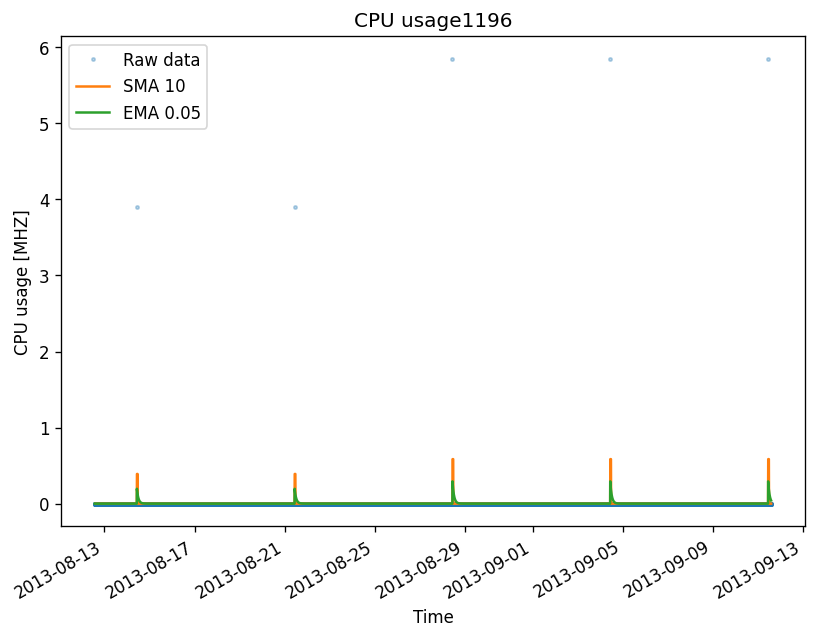 CPU usage1196
Raw data
SMA 10
EMA 0.05
CPU usage [MHZ]
6
5
4
3
2
1
0
2013-08-13
2013-08-17
2013-08-21
2013-08-25
2013-08-29
2013-09-01
2013-09-05
2013-09-09
2013-09-13
Time